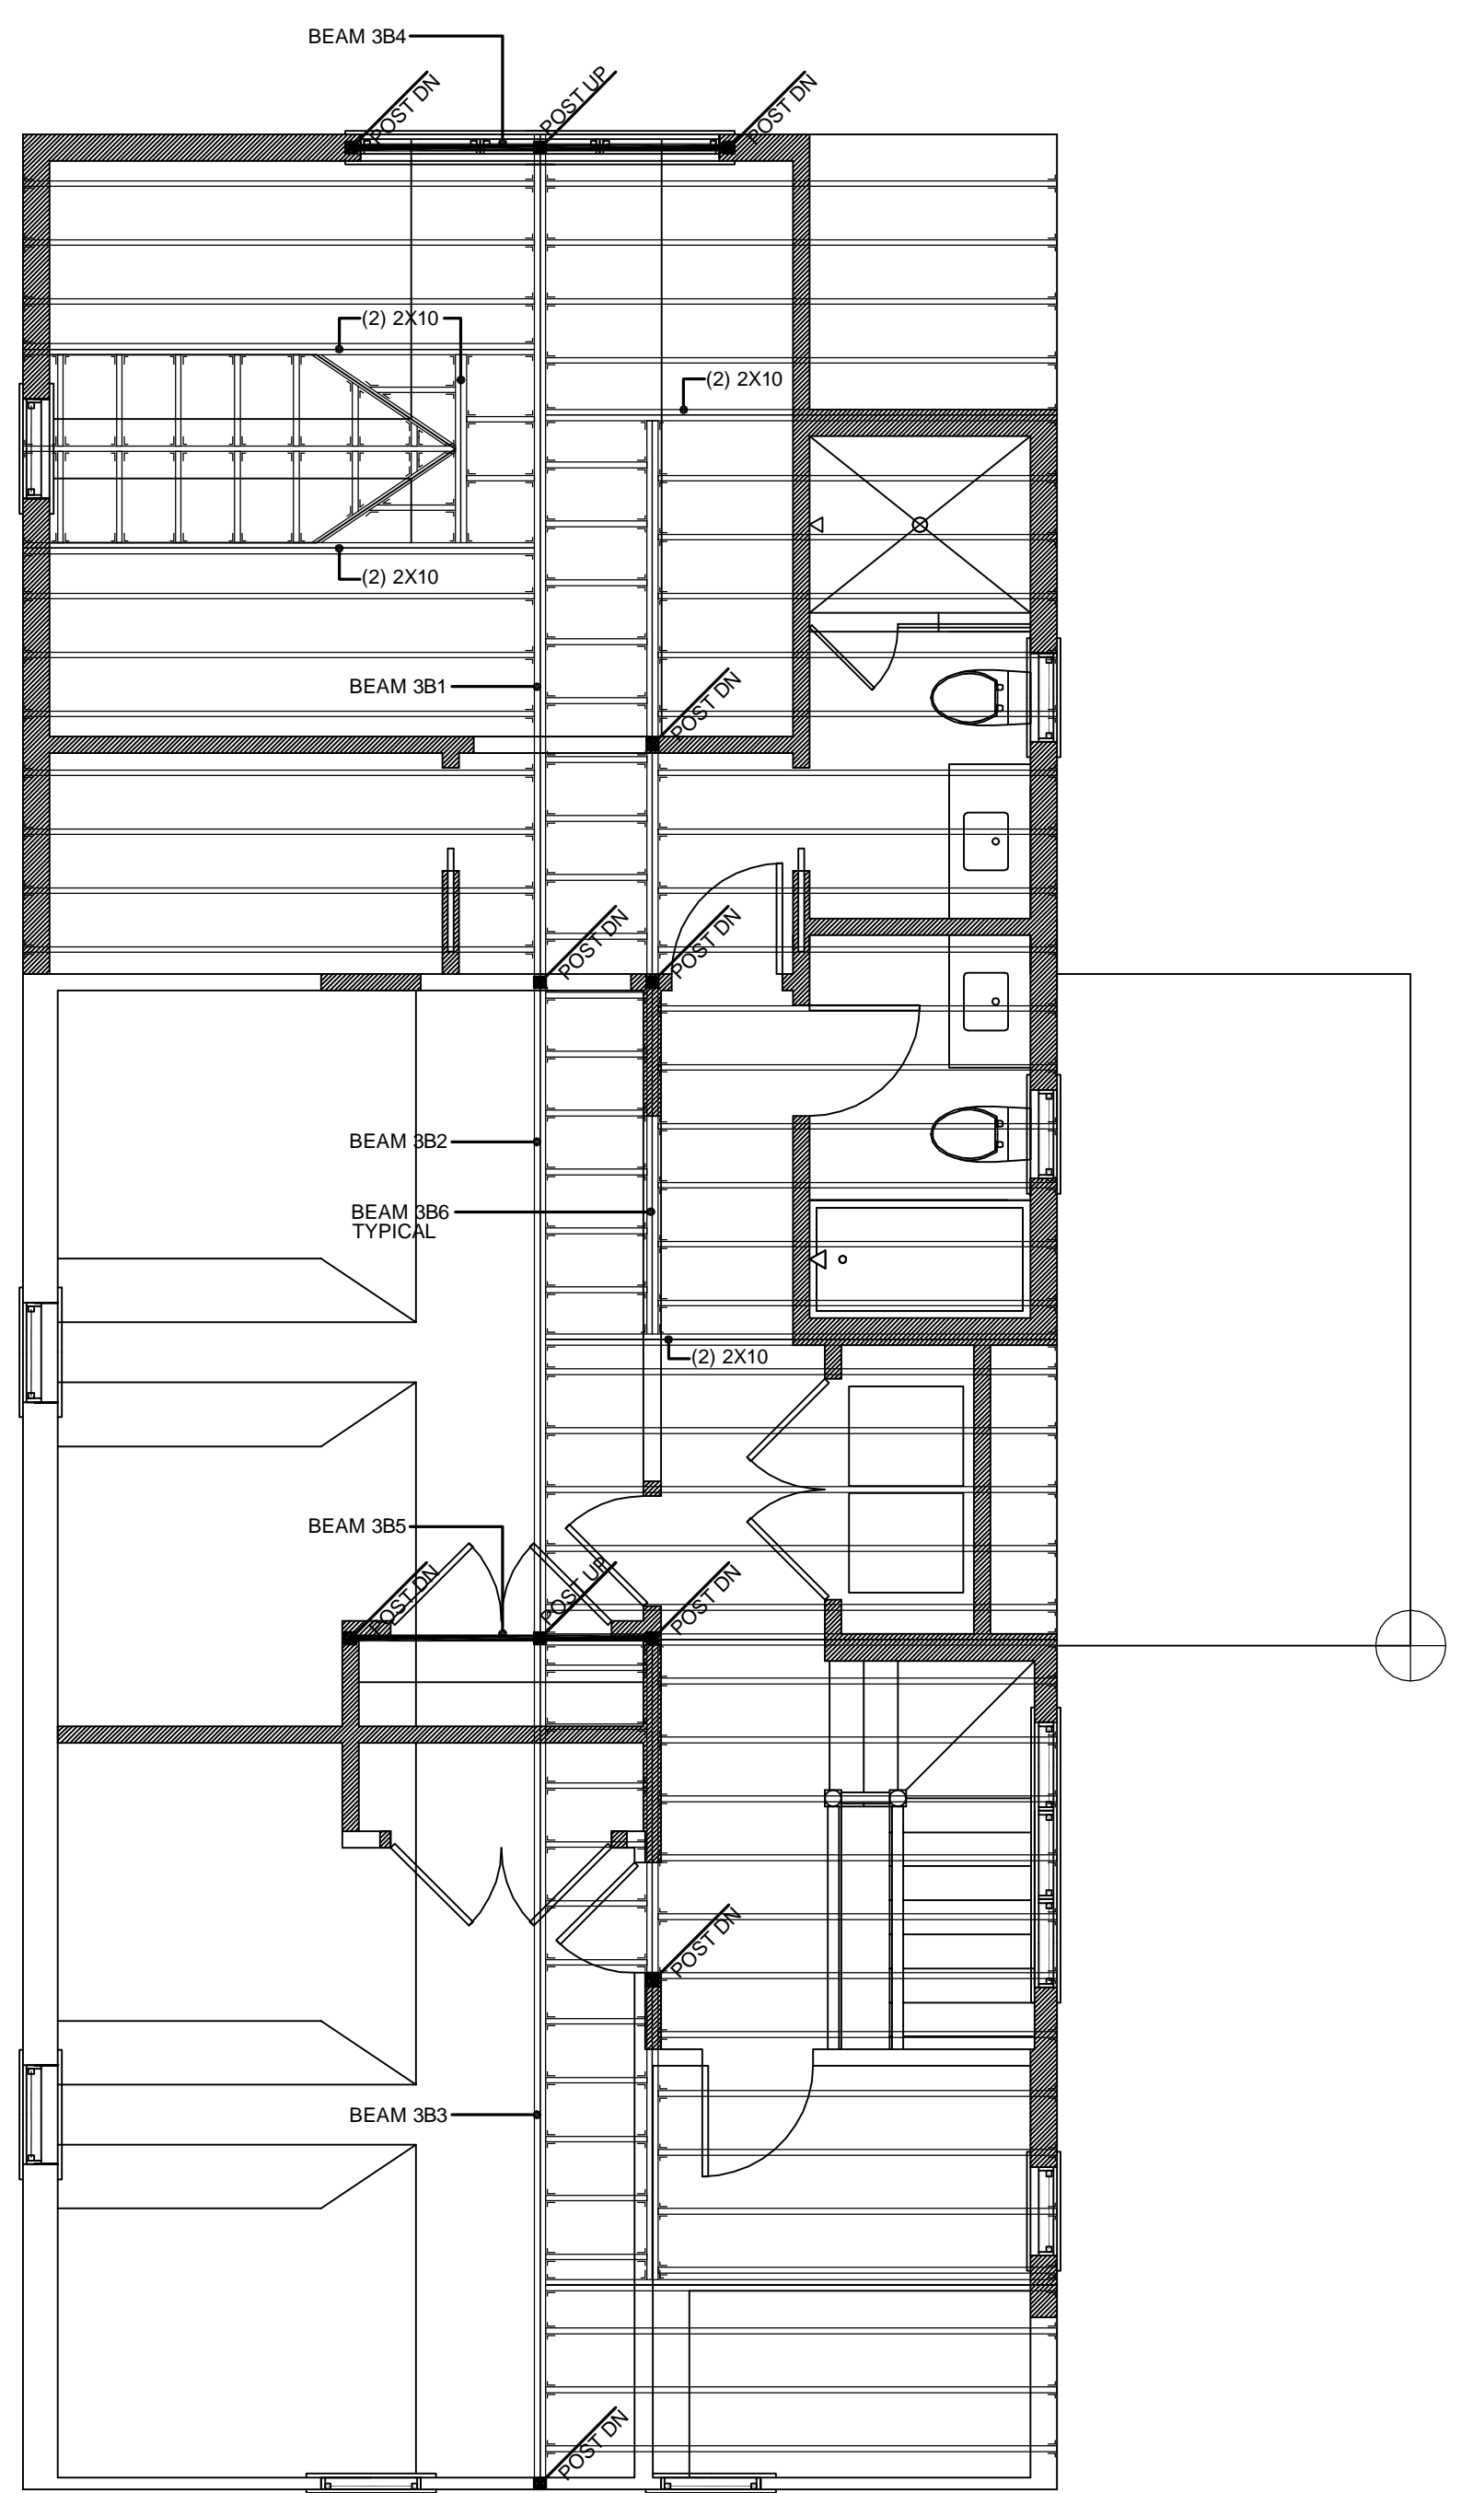 BEAM 3B4
POST DN
POST UP
POST DN
(2) 2X10
(2) 2X10
(2) 2X10
BEAM 3B1
POST DN
POST DN
POST DN
BEAM 3B2
BEAM 3B6
TYPICAL
(2) 2X10
BEAM 3B5
POST DN
POST UP
POST DN
POST DN
BEAM 3B3
POST DN